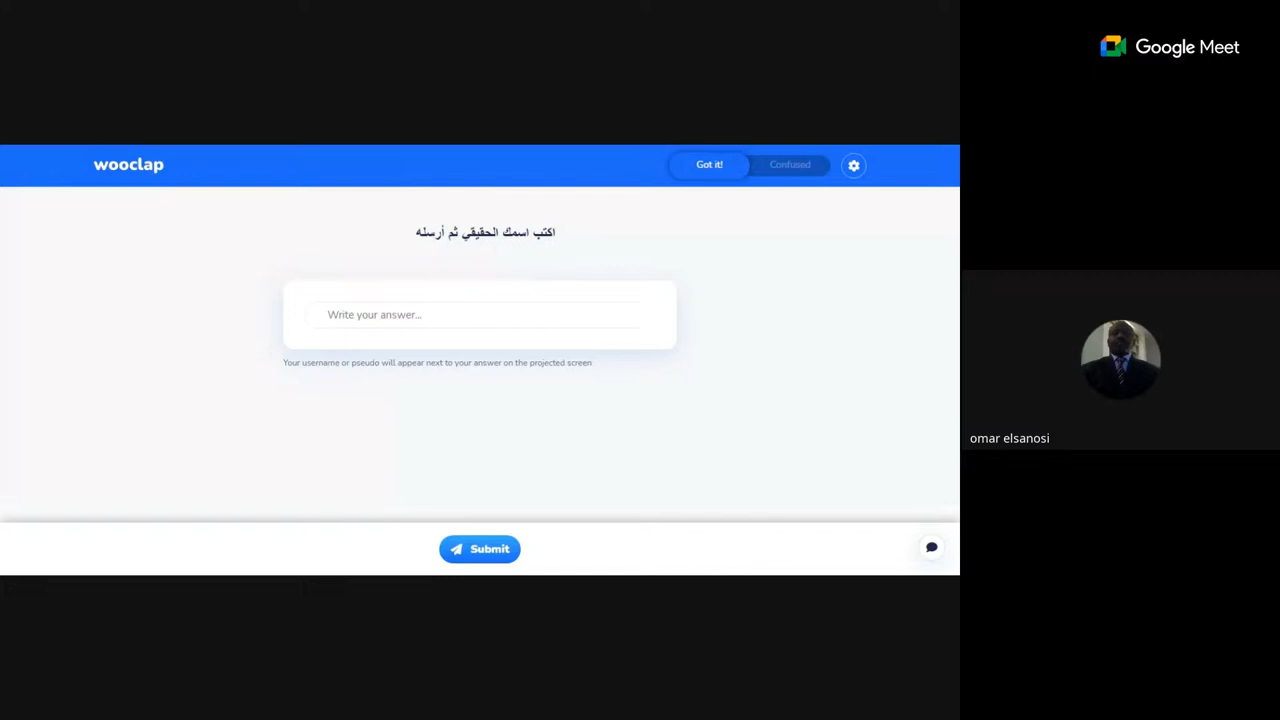 Google Meet
wooclap
Got it!
Confused
اكتب اسمك الحقيقي ثم أرسله
Write your answer...
Your username or pseudo will appear next to your answer on the projected screen
omar elsanosi
Submit